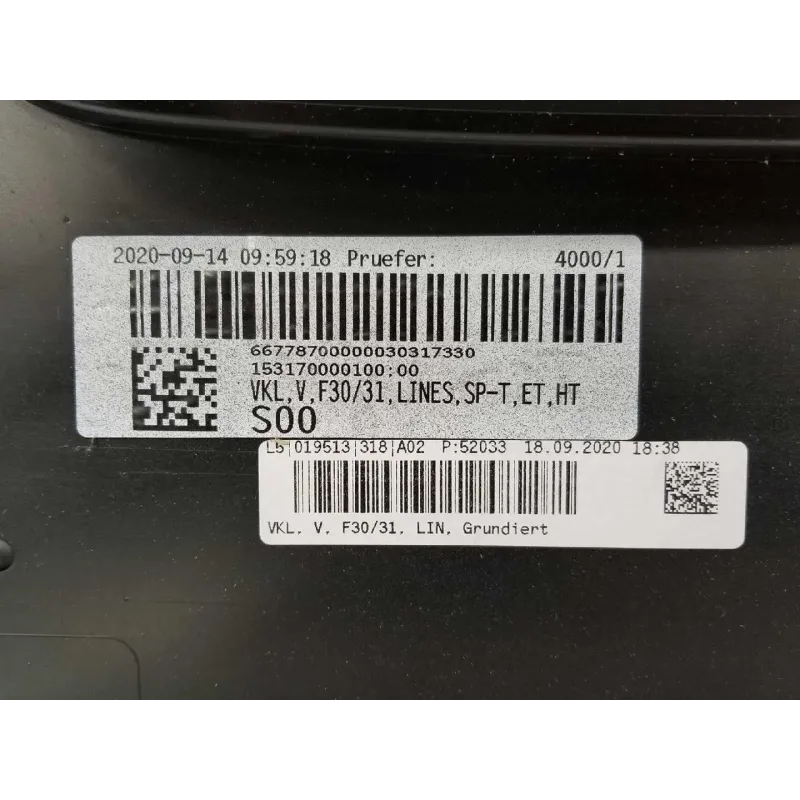 2020-09-14 09:59:18 Pruefer: 4000/1
66778700000030317330
153170000100:00
VKL,V,F30/31,LINES,SP-T,ET,HT
S00
L5|019513|318|A02 P:52033 18.09.2020 18:38
VKL, V, F30/31, LIN, Grundiert